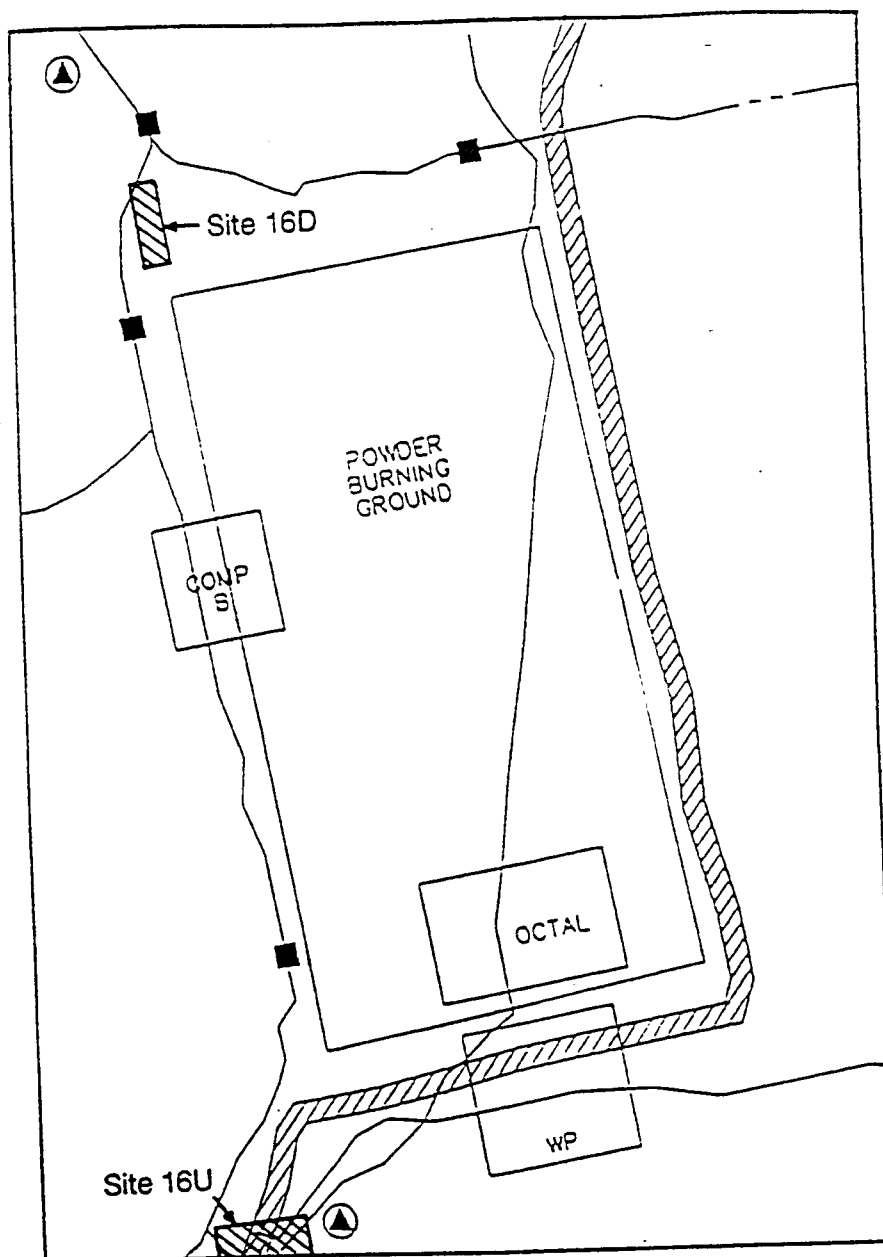 Site 16D
POWDER
BURNING
GROUND
COMP
S
OCTAL
WP
Site 16U